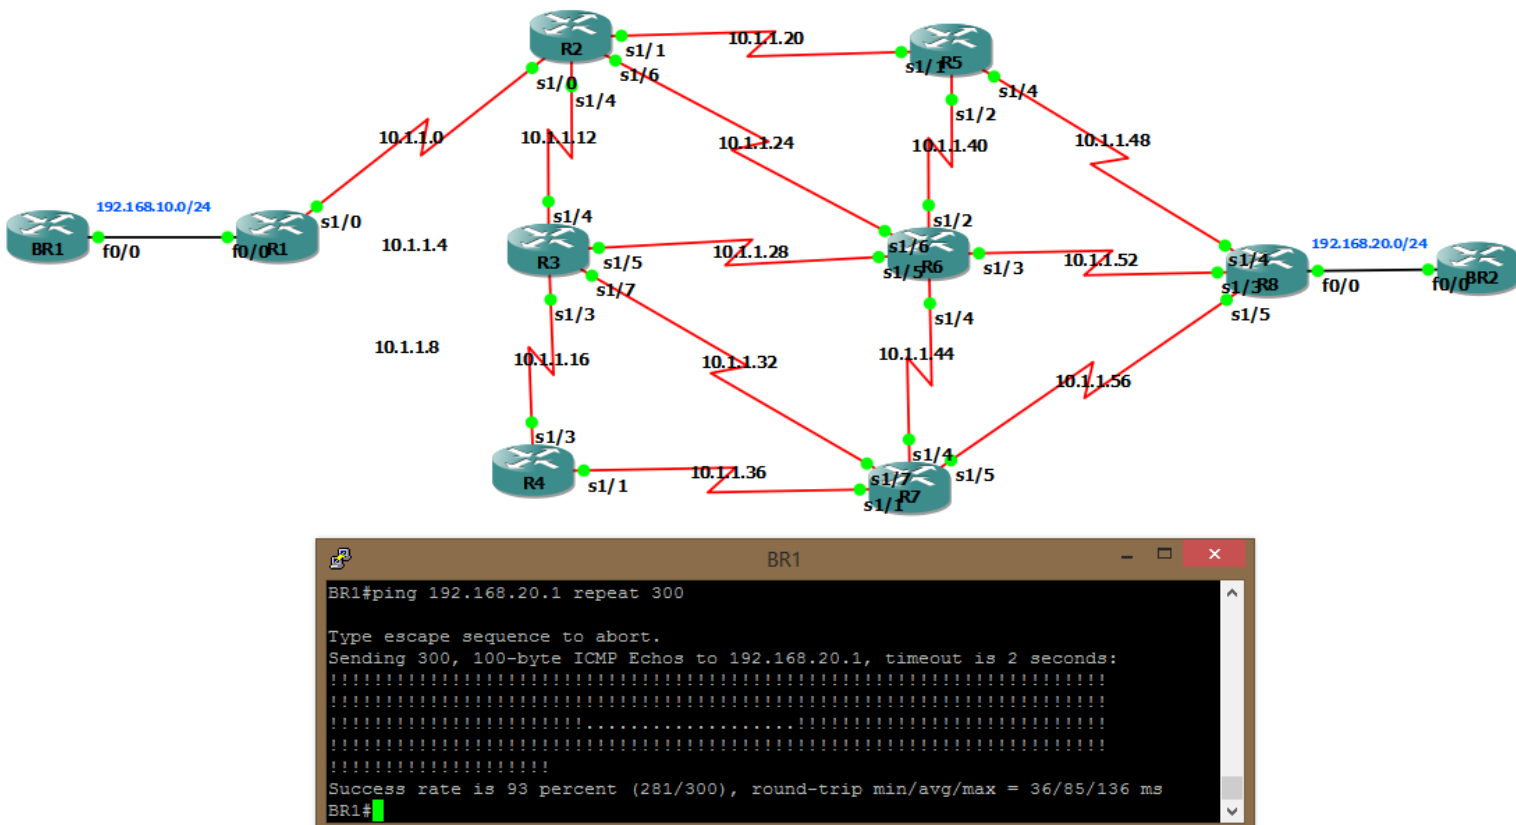 R2
s1/1
s1/6
s1/0
s1/4
10.1.1.20
s1/1
R5
s1/4
s1/2
10.1.1.0
10.1.1.12
10.1.1.24
10.1.1.40
10.1.1.48
192.168.10.0/24
BR1
f0/0
f0/0
R1
s1/0
10.1.1.4
s1/4
R3
s1/5
s1/7
s1/3
10.1.1.28
s1/2
s1/6
s1/5
R6
s1/3
s1/4
10.1.1.52
192.168.20.0/24
s1/4
s1/3
R8
s1/5
f0/0
f0/0
BR2
10.1.1.8
10.1.1.16
10.1.1.32
10.1.1.44
10.1.1.56
s1/3
R4
s1/1
10.1.1.36
s1/4
s1/7
s1/5
R7
s1/1
BR1
BR1#ping 192.168.20.1 repeat 300
Type escape sequence to abort.
Sending 300, 100-byte ICMP Echos to 192.168.20.1, timeout is 2 seconds:
!!!!!!!!!!!!!!!!!!!!!!!!!!!!!!!!!!!!!!!!!!!!!!!!!!!!!!!!!!!!!!!!!!!!!!
!!!!!!!!!!!!!!!!!!!!!!!!!!!!!!!!!!!!!!!!!!!!!!!!!!!!!!!!!!!!!!!!!!!!!!
!!!!!!!!!!!!!!!!!!!!!!!...................!!!!!!!!!!!!!!!!!!!!!!!!!!!!
!!!!!!!!!!!!!!!!!!!!!!!!!!!!!!!!!!!!!!!!!!!!!!!!!!!!!!!!!!!!!!!!!!!!!!
!!!!!!!!!!!!!!!!!!!!
Success rate is 93 percent (281/300), round-trip min/avg/max = 36/85/136 ms
BR1#